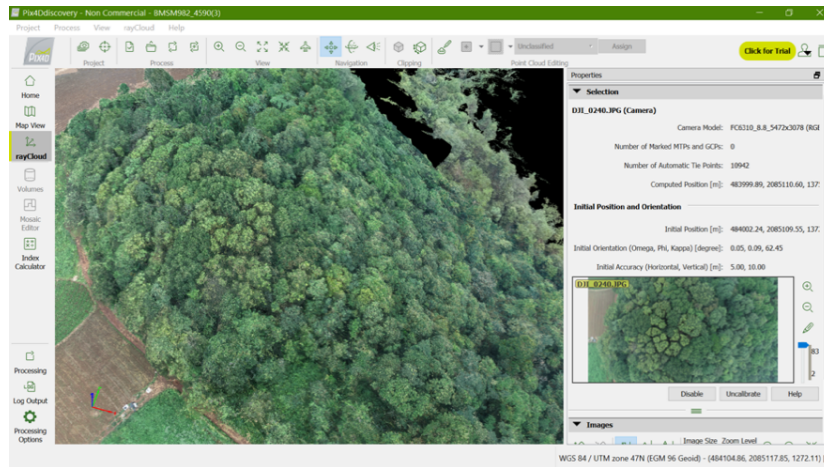 Pix4Ddiscovery - Non Commercial - BMSM982_4590(3)
Project Process View rayCloud Help
PIX4D
Project Process View Navigation Clipping Point Cloud Editing
Unclassified Assign
Click for Trial
Home
Map View
rayCloud
Volumes
Mosaic
Editor
Index
Calculator
Processing
Log Output
Processing
Options
Properties
Selection
DJI_0240.JPG (Camera)
Camera Model: FC6310_8.8_5472x3078 (RGB
Number of Marked MTPs and GCPs: 0
Number of Automatic Tie Points: 10942
Computed Position [m]: 483999.89, 2085110.60, 137
Initial Position and Orientation
Initial Position [m]: 484002.24, 2085109.55, 137.
Initial Orientation (Omega, Phi, Kappa) [degree]: 0.05, 0.09, 62.45
Initial Accuracy (Horizontal, Vertical) [m]: 5.00, 10.00
DJI_0240.JPG
83
2
Disable Uncalibrate Help
Images
Image Size Zoom Level
WGS 84 / UTM zone 47N (EGM 96 Geoid) - (484104.86, 2085117.85, 1272.11)